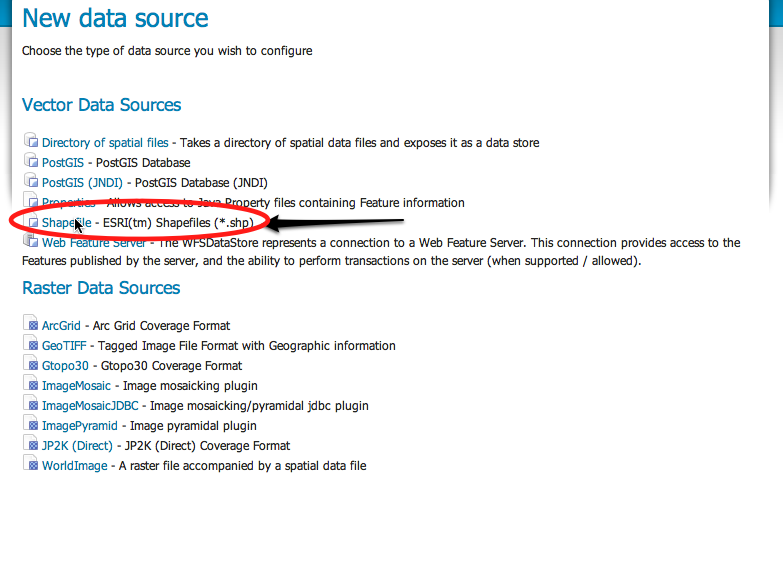 New data source
Choose the type of data source you wish to configure
Vector Data Sources
Directory of spatial files - Takes a directory of spatial data files and exposes it as a data store
PostGIS - PostGIS Database
PostGIS (JNDI) - PostGIS Database (JNDI)
Properties - Allows access to Java Property files containing Feature information
Shapefile - ESRI(tm) Shapefiles (*.shp)
Web Feature Server - The WFSDataStore represents a connection to a Web Feature Server. This connection provides access to the
Features published by the server, and the ability to perform transactions on the server (when supported / allowed).
Raster Data Sources
ArcGrid - Arc Grid Coverage Format
GeoTIFF - Tagged Image File Format with Geographic information
Gtopo30 - Gtopo30 Coverage Format
ImageMosaic - Image mosaicking plugin
ImageMosaicJDBC - Image mosaicking/pyramidal jdbc plugin
ImagePyramid - Image pyramidal plugin
JP2K (Direct) - JP2K (Direct) Coverage Format
WorldImage - A raster file accompanied by a spatial data file